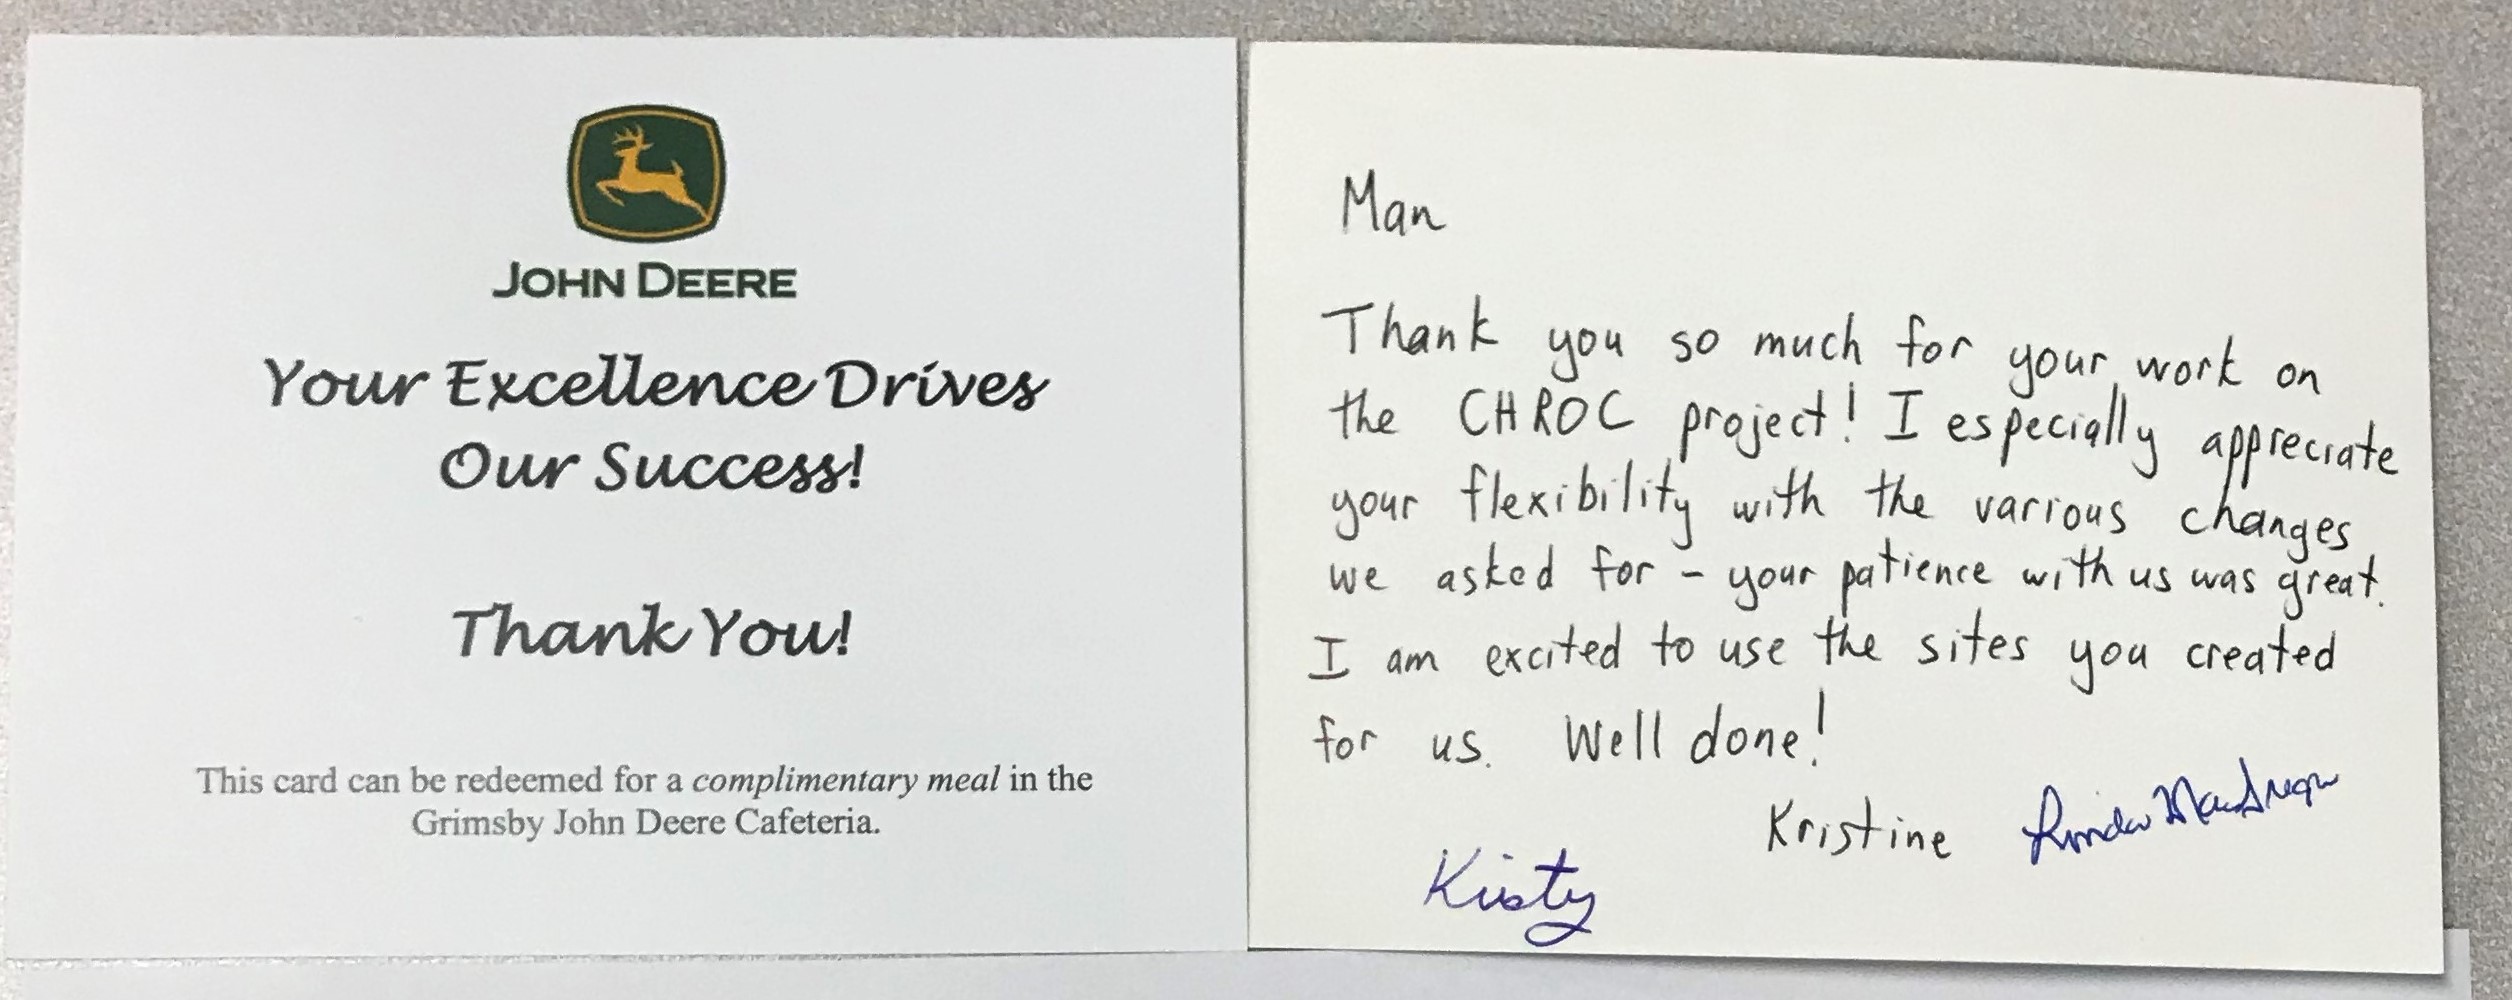 JOHN DEERE
Your Excellence Drives
Our Success!
Thank You!
This card can be redeemed for a complimentary meal in the
Grimsby John Deere Cafeteria.
Man
Thank you so much for your work on
the CHROC project! I especially appreciate
your flexibility with the various changes
we asked for - your patience with us was great.
I am excited to use the sites you created
for us. Well done!
Kristine
Kirsty